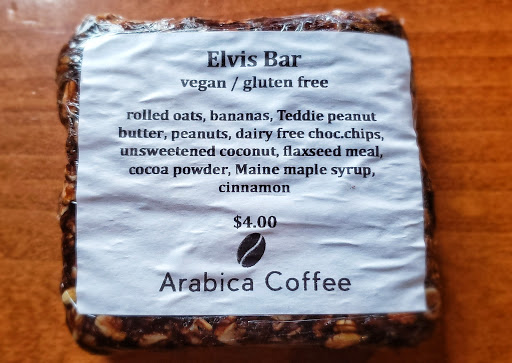 Elvis Bar
vegan / gluten free
rolled oats, bananas, Teddie peanut
butter, peanuts, dairy free choc.chips,
unsweetened coconut, flaxseed meal,
cocoa powder, Maine maple syrup,
cinnamon
$4.00
Arabica Coffee